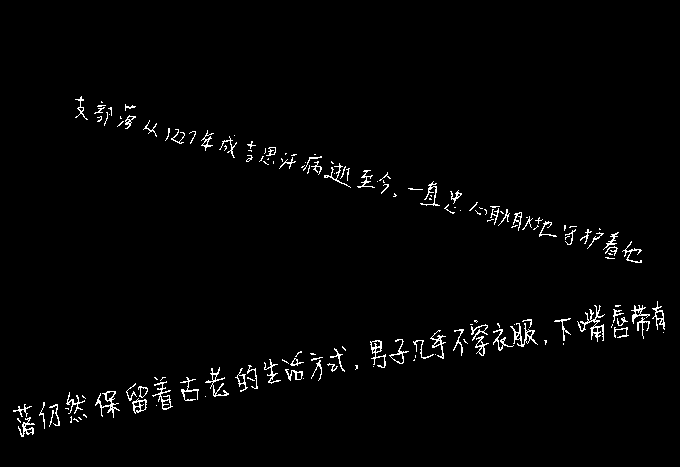 支部落从1227年成吉思汗病逝至今，一直忠心耿耿地守护着他
落仍然保留着古老的生活方式，男子几乎不穿衣服，下嘴唇带有